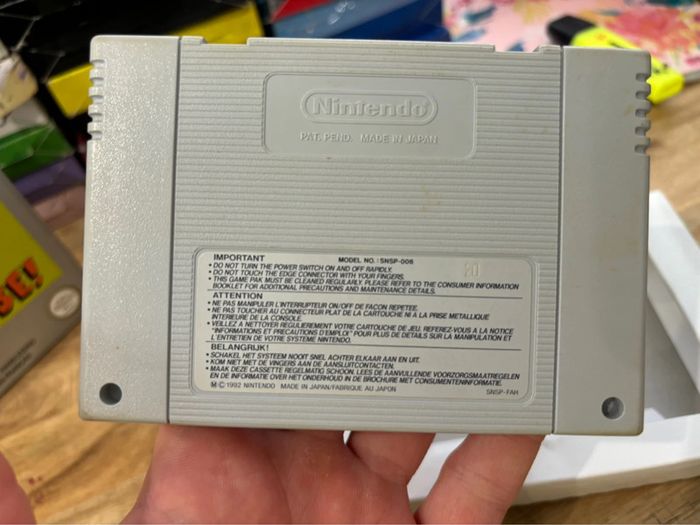 Nintendo
PAT. PEND. MADE IN JAPAN
IMPORTANT MODEL NO. : SNSP-006
• DO NOT TURN THE POWER SWITCH ON AND OFF RAPIDLY.
• DO NOT TOUCH THE EDGE CONNECTOR WITH YOUR FINGERS.
• THIS GAME PAK MUST BE CLEANED REGULARLY. PLEASE REFER TO THE CONSUMER INFORMATION
BOOKLET FOR ADDITIONAL PRECAUTIONS AND MAINTENANCE DETAILS.
ATTENTION
• NE PAS MANIPULER L'INTERRUPTEUR ON/OFF DE FACON REPETEE.
• NE PAS TOUCHER AU CONNECTEUR PLAT DE LA CARTOUCHE NI A LA PRISE METALLIQUE
INTERIEURE DE LA CONSOLE.
• VEILLEZ A NETTOYER REGULIEREMENT VOTRE CARTOUCHE DE JEU. REFEREZ-VOUS A LA NOTICE
"INFORMATIONS ET PRECAUTIONS D'EMPLOI" POUR PLUS DE DETAILS SUR LA MANIPULATION ET
L'ENTRETIEN DE VOTRE SYSTEME NINTENDO.
BELANGRIJK!
• SCHAKEL HET SYSTEEM NOOIT SNEL ACHTER ELKAAR AAN EN UIT.
• KOM NIET MET DE VINGERS AAN DE AANSLUITCONTACTEN.
• MAAK DEZE CASSETTE REGELMATIG SCHOON. LEES DE AANVULLENDE VOORZORGSMAATREGELEN
EN DE INFORMATIE OVER HET ONDERHOUD IN DE BROCHURE MET CONSUMENTENINFORMATIE.
Ⓜ © 1992 NINTENDO MADE IN JAPAN/FABRIQUE AU JAPON
SNSP-FAH